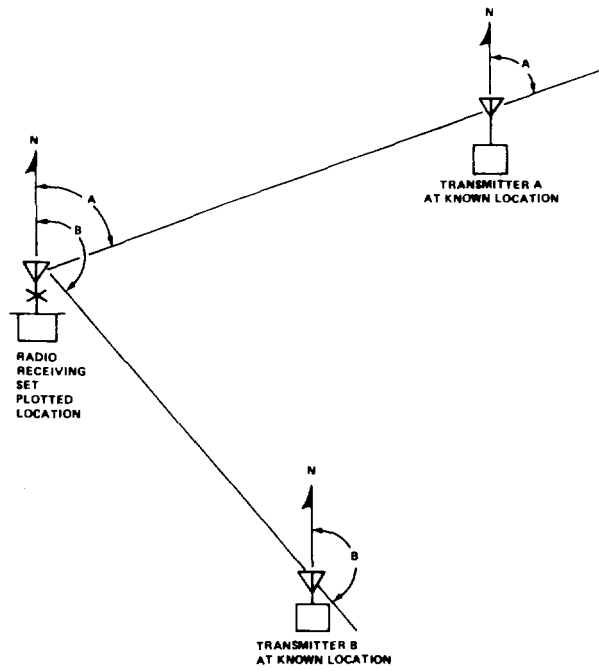 N
A
TRANSMITTER A
AT KNOWN LOCATION
N
A
B
RADIO
RECEIVING
SET
PLOTTED
LOCATION
N
B
TRANSMITTER B
AT KNOWN LOCATION